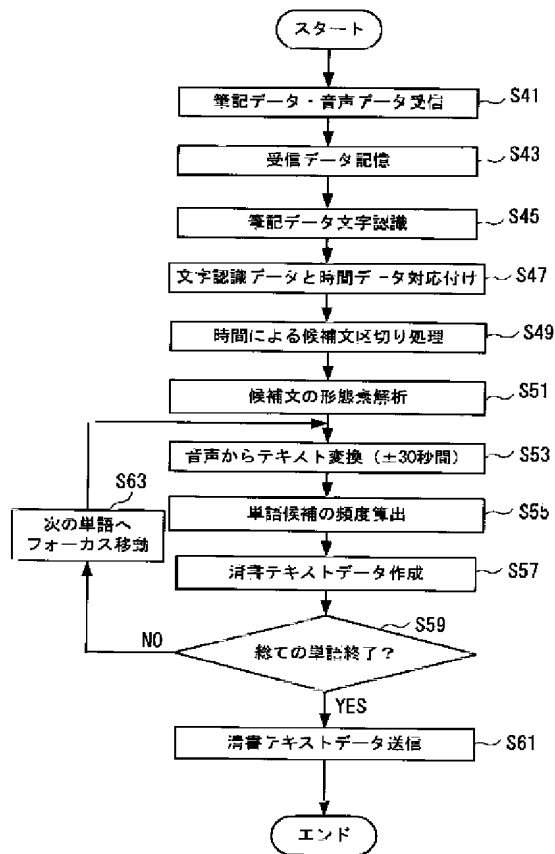 スタート
筆記データ・音声データ受信 S41
受信データ記憶 S43
筆記データ文字認識 S45
文字認識データと時間データ対応付け S47
時間による候補文区切り処理 S49
候補文の形態素解析 S51
音声からテキスト変換（±30秒間） S53
S63
次の単語へ
フォーカス移動
単語候補の頻度算出 S55
清書テキストデータ作成 S57
S59
総ての単語終了？
NO
YES
清書テキストデータ送信 S61
エンド